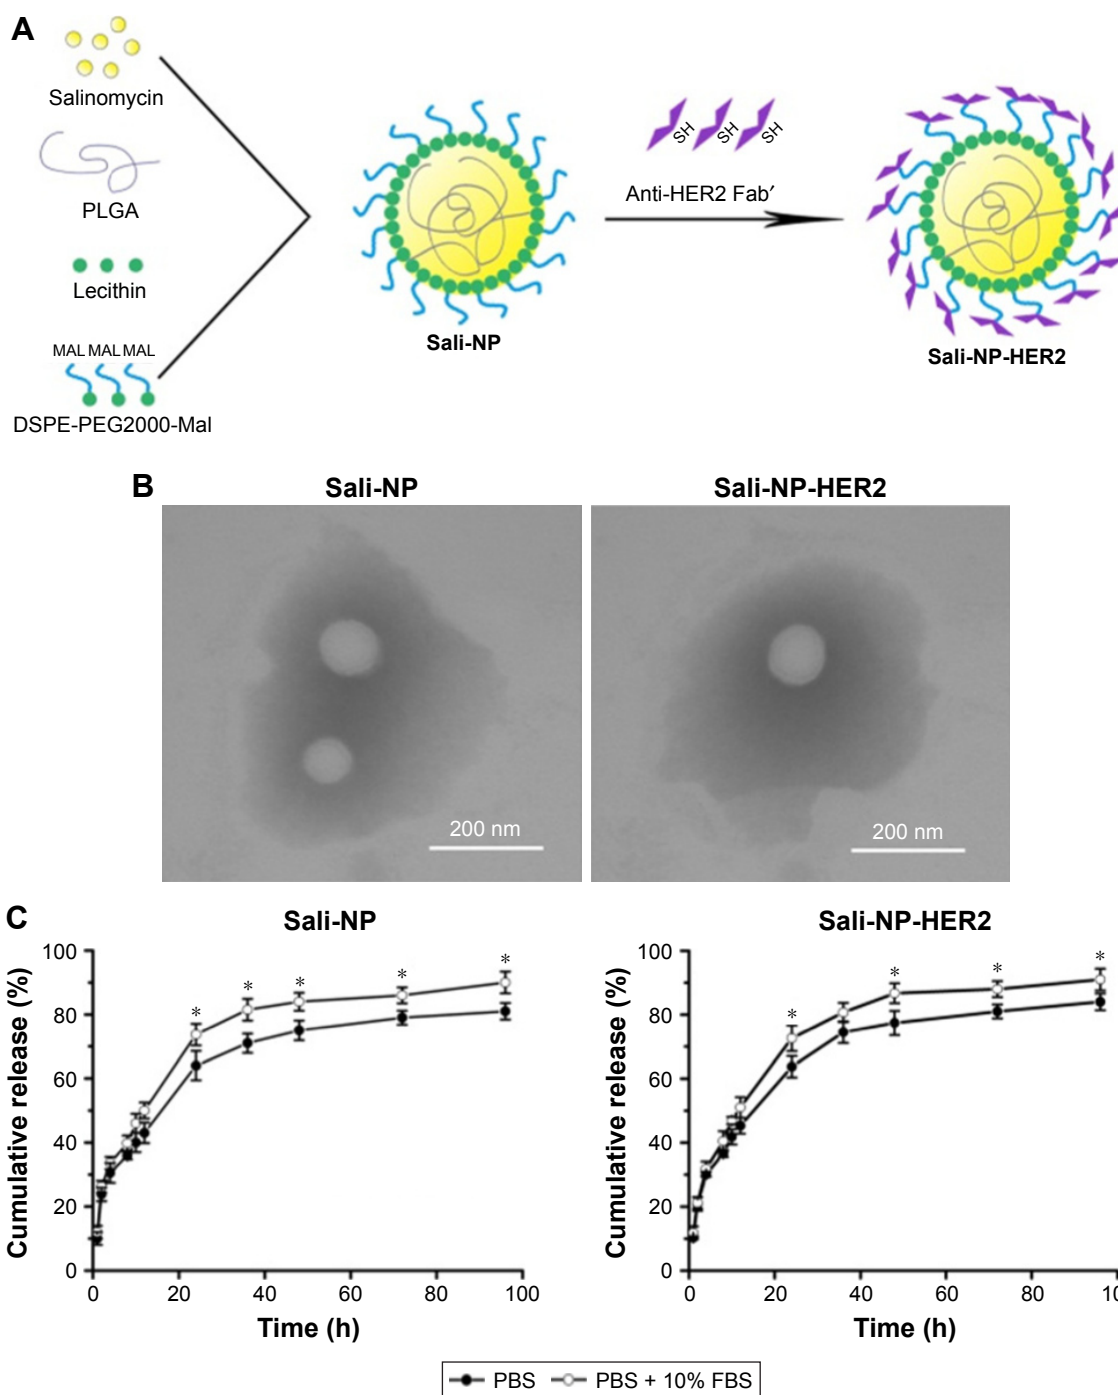 A
Salinomycin
PLGA
Lecithin
MAL MAL MAL
DSPE-PEG2000-Mal
Sali-NP
SH SH SH
Anti-HER2 Fab′
Sali-NP-HER2
B
Sali-NP
200 nm
Sali-NP-HER2
200 nm
C
Sali-NP
Cumulative release (%)
100
80
60
40
20
0
* * * * *
0 20 40 60 80 100
Time (h)
Sali-NP-HER2
Cumulative release (%)
100
80
60
40
20
0
* * * *
0 20 40 60 80 10
Time (h)
PBS PBS + 10% FBS